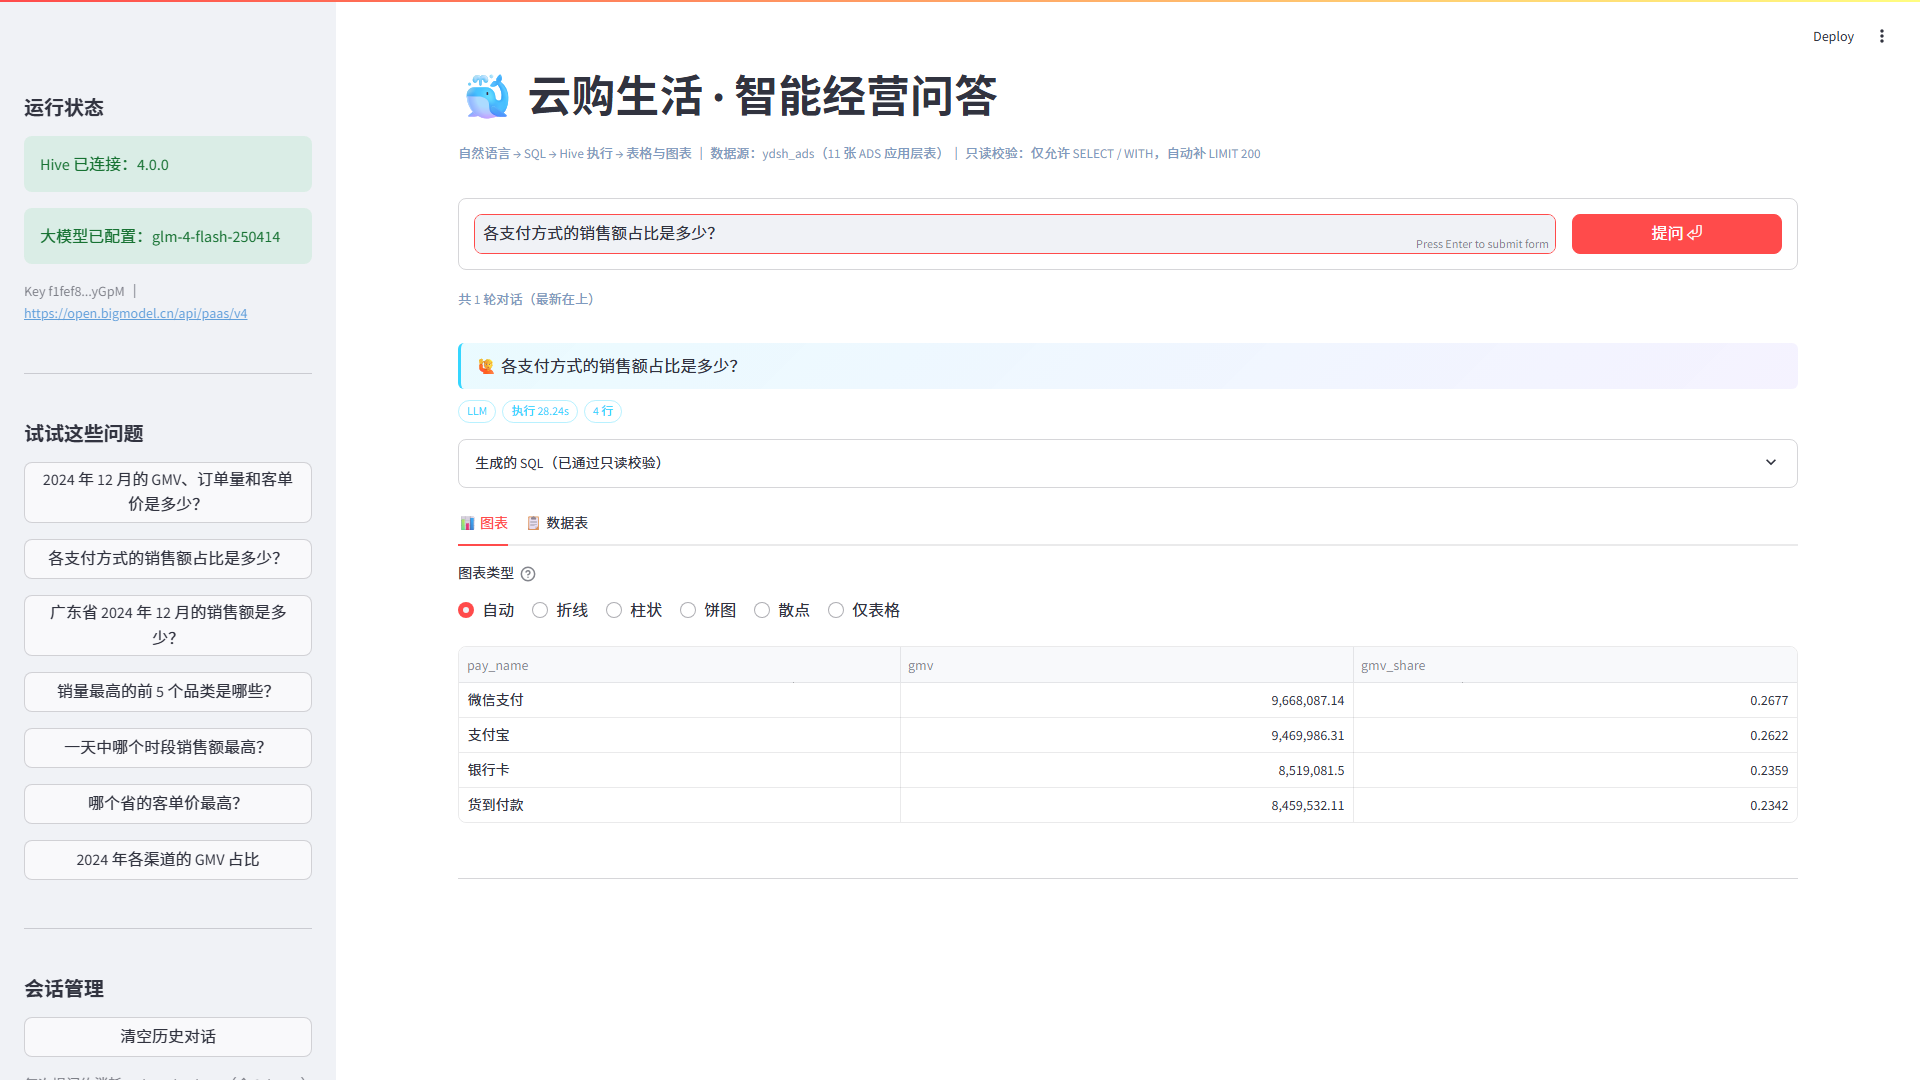 Deploy
运行状态
Hive 已连接：4.0.0
大模型已配置：glm-4-flash-250414
Key f1fef8...yGpM ｜
https://open.bigmodel.cn/api/paas/v4
试试这些问题
2024 年 12 月的 GMV、订单量和客单
价是多少？
各支付方式的销售额占比是多少？
广东省 2024 年 12 月的销售额是多
少？
销量最高的前 5 个品类是哪些？
一天中哪个时段销售额最高？
哪个省的客单价最高？
2024 年各渠道的 GMV 占比
会话管理
清空历史对话
云购生活 · 智能经营问答
自然语言 → SQL → Hive 执行 → 表格与图表 ｜ 数据源：ydsh_ads（11 张 ADS 应用层表） ｜ 只读校验：仅允许 SELECT / WITH，自动补 LIMIT 200
各支付方式的销售额占比是多少？
Press Enter to submit form
提问 ⏎
共 1 轮对话（最新在上）
各支付方式的销售额占比是多少？
LLM 执行 28.24s 4 行
生成的 SQL（已通过只读校验）
图表 数据表
图表类型
自动 折线 柱状 饼图 散点 仅表格
pay_name gmv gmv_share
微信支付 9,668,087.14 0.2677
支付宝 9,469,986.31 0.2622
银行卡 8,519,081.5 0.2359
货到付款 8,459,532.11 0.2342